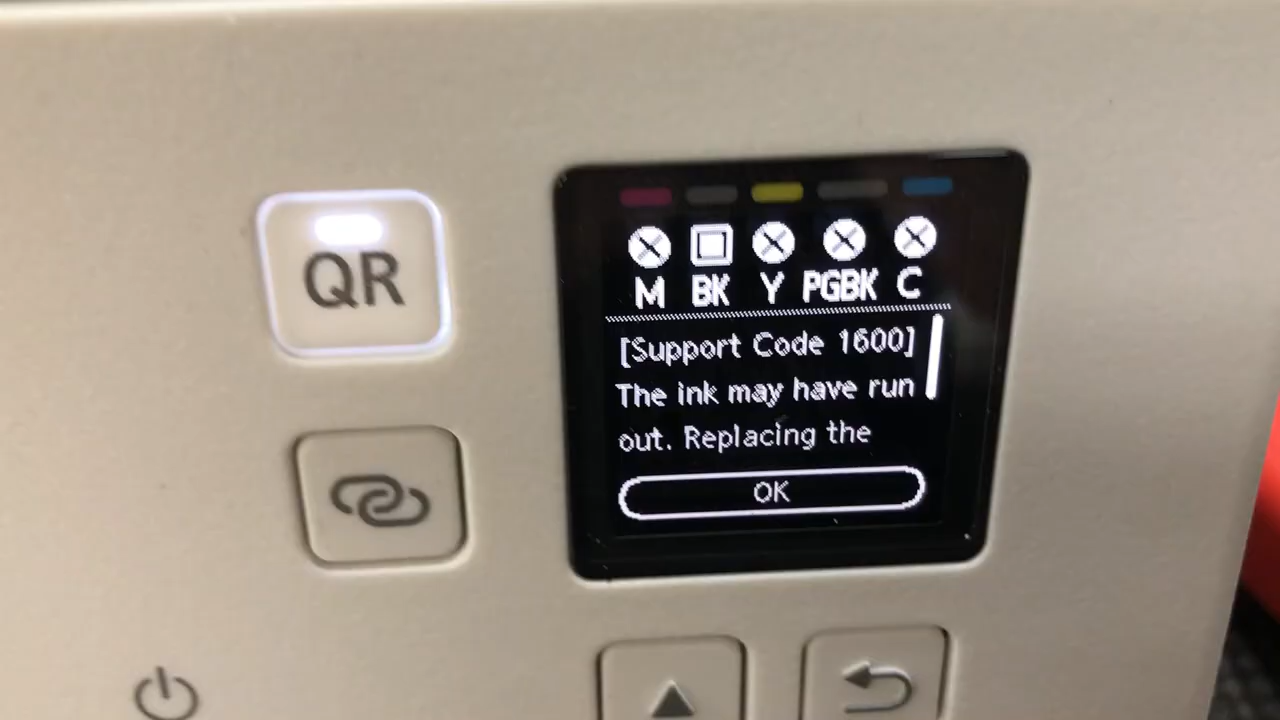 QR
M BK Y PGBK C
[Support Code 1600]
The ink may have run
out. Replacing the
OK